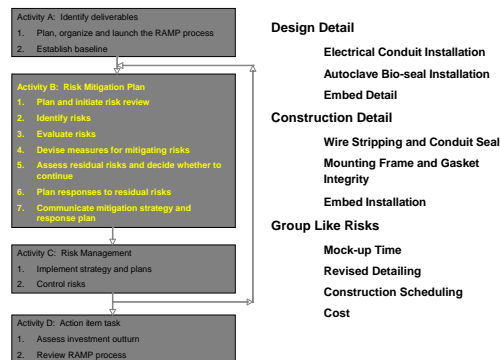 Activity A: Identify deliverables
1. Plan, organize and launch the RAMP process
2. Establish baseline
Activity B: Risk Mitigation Plan
1. Plan and initiate risk review
2. Identify risks
3. Evaluate risks
4. Devise measures for mitigating risks
5. Assess residual risks and decide whether to
continue
6. Plan responses to residual risks
7. Communicate mitigation strategy and
response plan
Activity C: Risk Management
1. Implement strategy and plans
2. Control risks
Activity D: Action item task
1. Assess investment outturn
2. Review RAMP process
Design Detail
Electrical Conduit Installation
Autoclave Bio-seal Installation
Embed Detail
Construction Detail
Wire Stripping and Conduit Seal
Mounting Frame and Gasket
Integrity
Embed Installation
Group Like Risks
Mock-up Time
Revised Detailing
Construction Scheduling
Cost